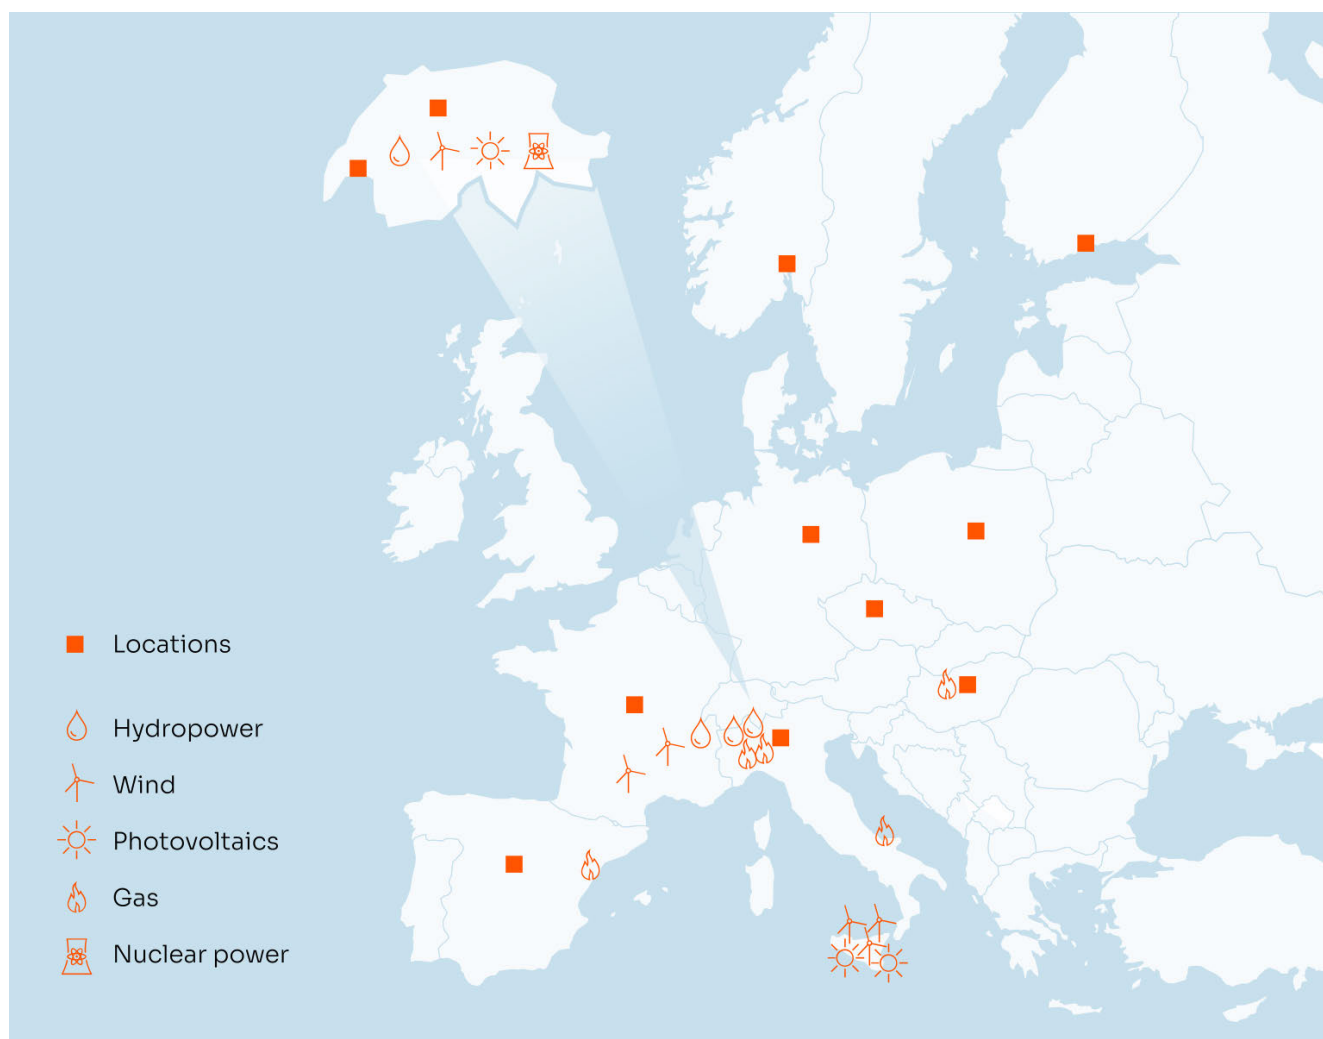 Locations
Hydropower
Wind
Photovoltaics
Gas
Nuclear power